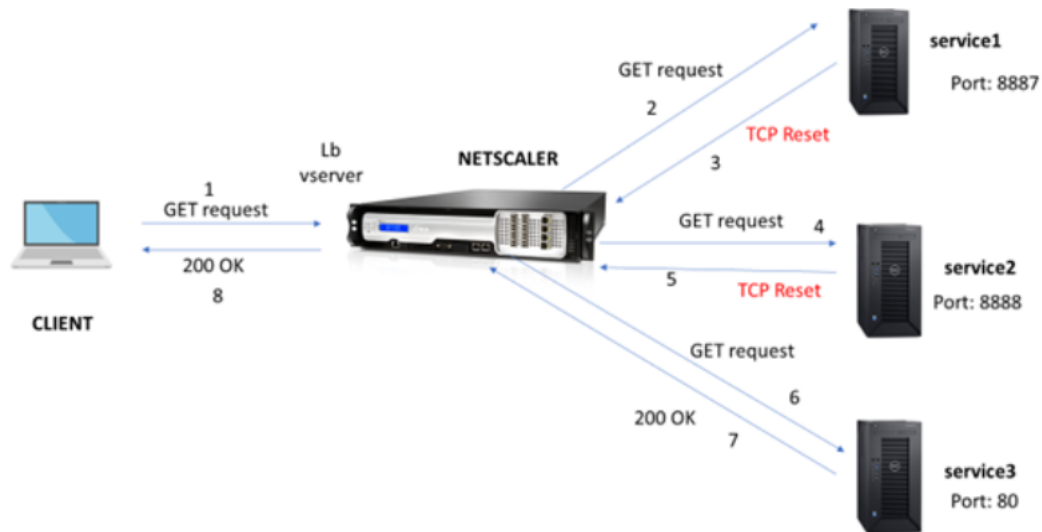 service1
Port: 8887
GET request
2
TCP Reset
3
Lb
vserver
NETSCALER
1
GET request
200 OK
8
CLIENT
GET request
4
5
TCP Reset
service2
Port: 8888
GET request
6
200 OK
7
service3
Port: 80